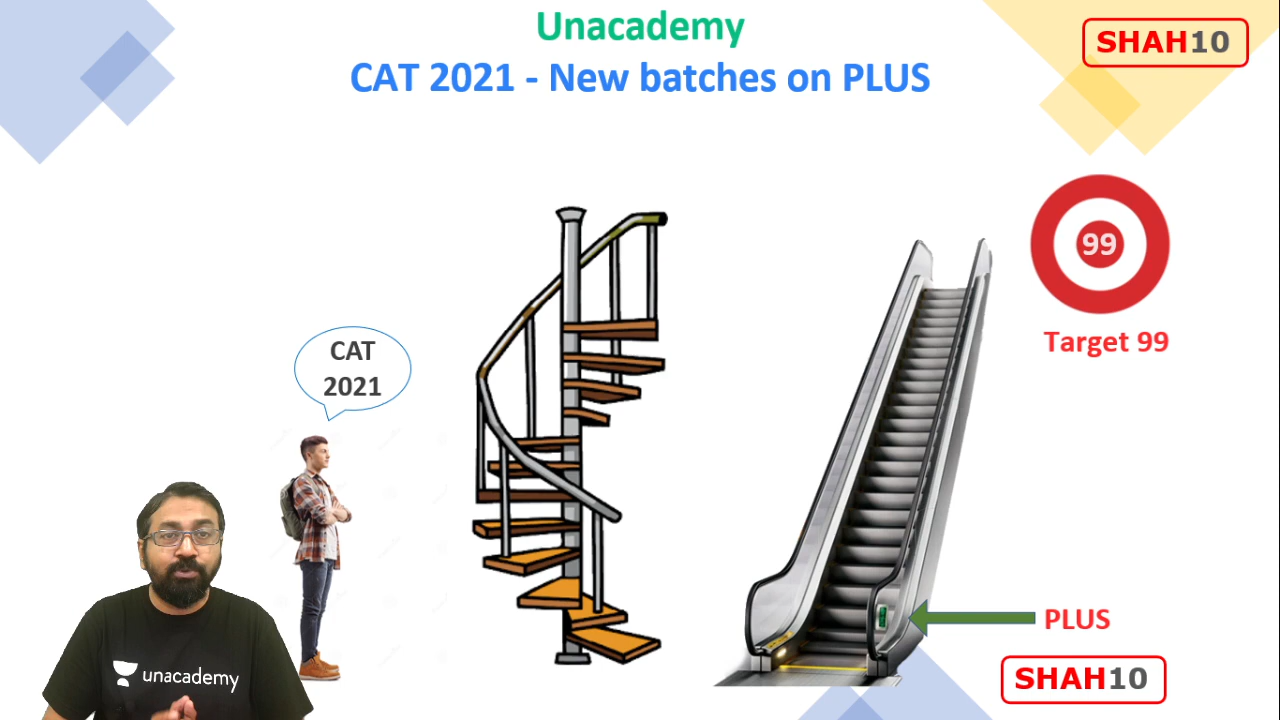 Unacademy
CAT 2021 - New batches on PLUS
SHAH10
99
Target 99
CAT
2021
unacademy
PLUS
SHAH10